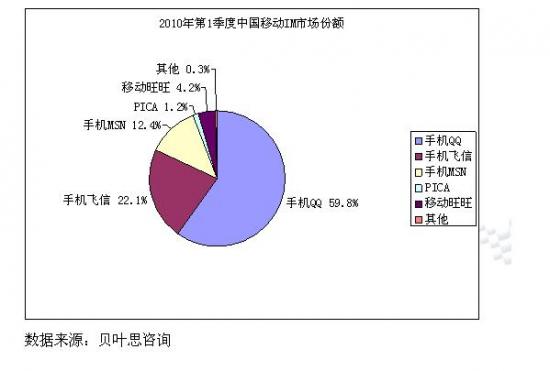 2010年第1季度中国移动IM市场份额
其他 0.3%
移动旺旺 4.2%
PICA 1.2%
手机MSN 12.4%
手机飞信 22.1%
手机QQ 59.8%
手机QQ
手机飞信
手机MSN
PICA
移动旺旺
其他
数据来源：贝叶思咨询